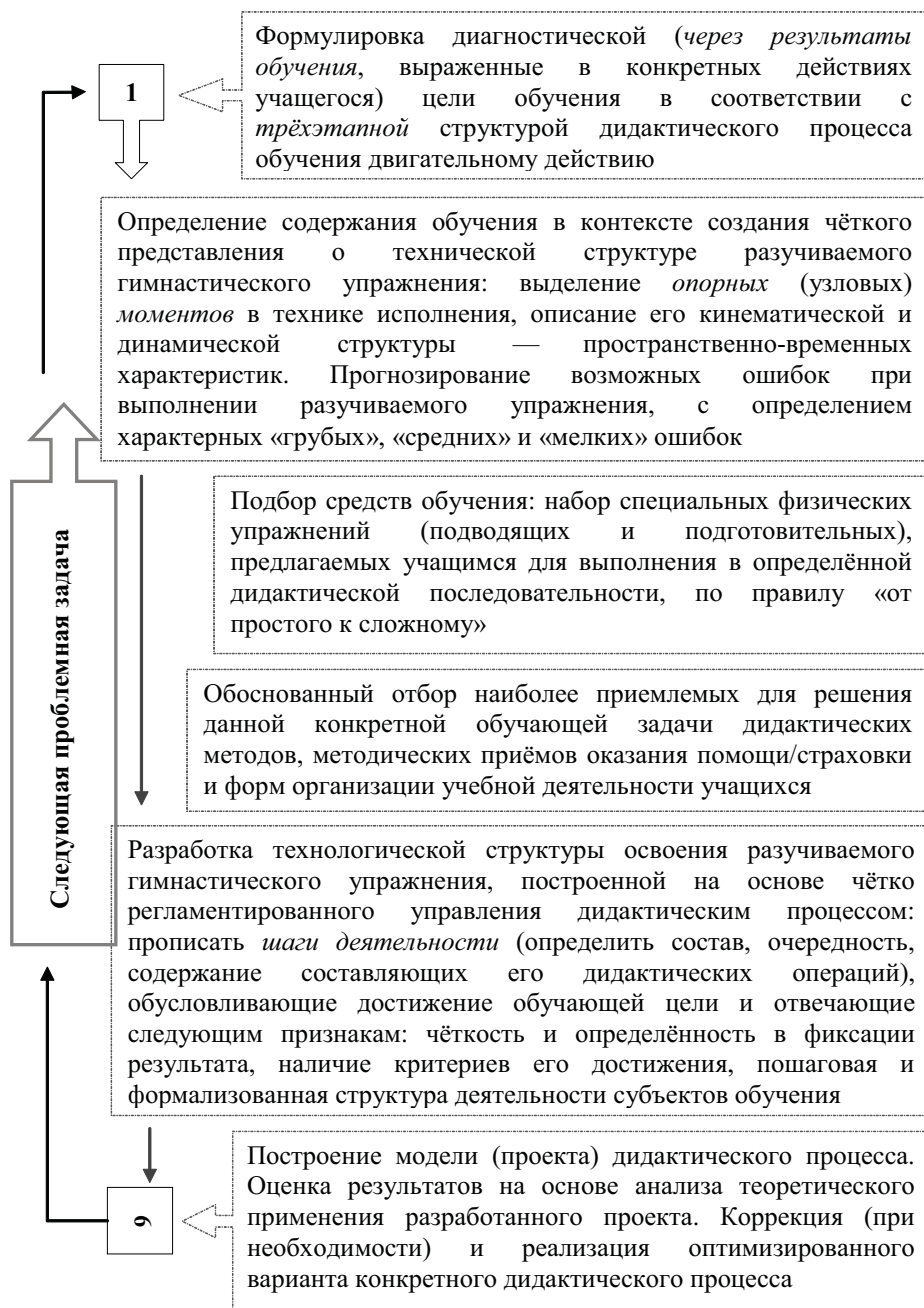 Формулировка диагностической (через результаты
обучения, выраженные в конкретных действиях
учащегося) цели обучения в соответствии с
трёхэтапной структурой дидактического процесса
обучения двигательному действию
1
Определение содержания обучения в контексте создания чёткого
представления о технической структуре разучиваемого
гимнастического упражнения: выделение опорных (узловых)
моментов в технике исполнения, описание его кинематической и
динамической структуры — пространственно-временных
характеристик. Прогнозирование возможных ошибок при
выполнении разучиваемого упражнения, с определением
характерных «грубых», «средних» и «мелких» ошибок
Подбор средств обучения: набор специальных физических
упражнений (подводящих и подготовительных),
предлагаемых учащимся для выполнения в определённой
дидактической последовательности, по правилу «от
простого к сложному»
Следующая проблемная задача
Обоснованный отбор наиболее приемлемых для решения
данной конкретной обучающей задачи дидактических
методов, методических приёмов оказания помощи/страховки
и форм организации учебной деятельности учащихся
Разработка технологической структуры освоения разучиваемого
гимнастического упражнения, построенной на основе чётко
регламентированного управления дидактическим процессом:
прописать шаги деятельности (определить состав, очередность,
содержание составляющих его дидактических операций),
обусловливающие достижение обучающей цели и отвечающие
следующим признакам: чёткость и определённость в фиксации
результата, наличие критериев его достижения, пошаговая и
формализованная структура деятельности субъектов обучения
6
Построение модели (проекта) дидактического процесса.
Оценка результатов на основе анализа теоретического
применения разработанного проекта. Коррекция (при
необходимости) и реализация оптимизированного
варианта конкретного дидактического процесса